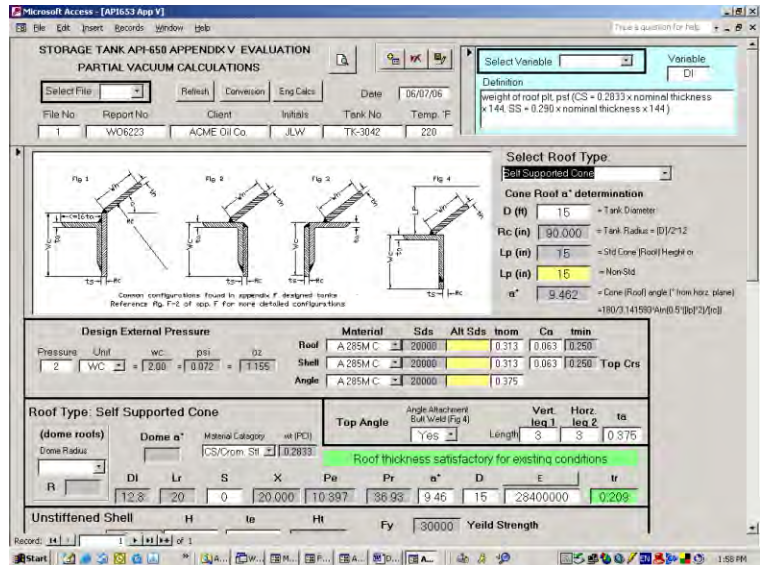 Microsoft Access - [API653 App V]
File Edit Insert Records Window Help
Type a question for help
STORAGE TANK API-650 APPENDIX V EVALUATION
PARTIAL VACUUM CALCULATIONS
Select File
Refresh
Conversion
Eng Calcs
Date
06/07/06
File No
Report No
Client
Initials
Tank No
Temp. °F
1
WO6223
ACME Oil Co.
JLW
TK-3042
220
Select Variable
Variable
DI
Definition
weight of roof plt, psf (CS = 0.2833 x nominal thickness
x 144, SS = 0.290 x nominal thickness x 144)
Fig 1
Fig 2
Fig 3
Fig 4
Common configurations found in appendix F designed tanks
Reference Fig. F-2 of app. F for more detailed configurations
Select Roof Type:
Self Supported Cone
Cone Roof a° determination
D (ft) 15 = Tank Diameter
Rc (in) 90.000 = Tank Radius = [D]/2*12
Lp (in) 15 = Std Cone [Roof] Height or
Lp (in) 15 = Non-Std
a° 9.462 = Cone (Roof) angle (° from horz. plane)
Design External Pressure
Pressure Unit wc psi oz
2 WC = 2.00 = 0.072 = 1.155
Material Sds Alt Sds tnom Ca tmin
Roof A 285M C 20000 0.313 0.063 0.250
Shell A 285M C 20000 0.313 0.063 0.250 Top Crs
Angle A 285M C 20000 0.375
Roof Type: Self Supported Cone
(dome roofs)
Dome Radius
R
Dome a°
Material Catagory wt (PCI)
CS/Crom. Stl 0.2833
Top Angle
Angle Attachment
Butt Weld (Fig 4)
Yes
Length
Vert. leg 1
Horz. leg 2
ta
3 3 0.375
Roof thickness satisfactory for existing conditions
DI Lr S X Pe Pr a° D E tr
12.8 20 0 20.000 10.397 36.93 9.46 15 28400000 0.209
Unstiffened Shell
H
te
Ht
Fy 30000 Yeild Strength
Record: 1 of 1
Start
1:58 PM